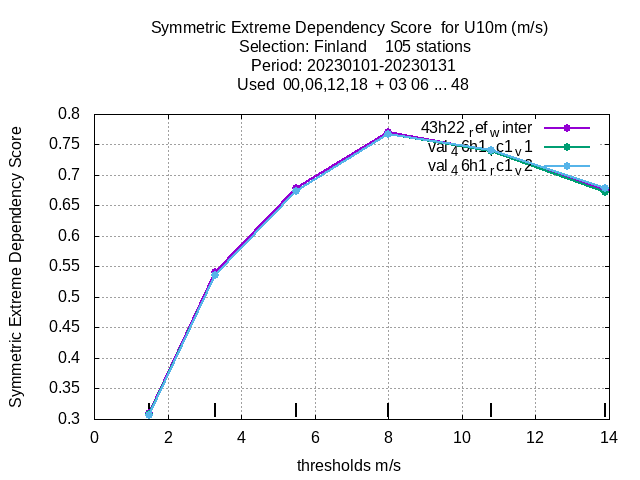 Symmetric Extreme Dependency Score for U10m (m/s)
Selection: Finland 105 stations
Period: 20230101-20230131
Used 00,06,12,18 + 03 06 ... 48
Symmetric Extreme Dependency Score
0.8
0.75
0.7
0.65
0.6
0.55
0.5
0.45
0.4
0.35
0.3
43h22_ref_winter
val_46h1_rc1_v1
val_46h1_rc1_v2
0 2 4 6 8 10 12 14
thresholds m/s